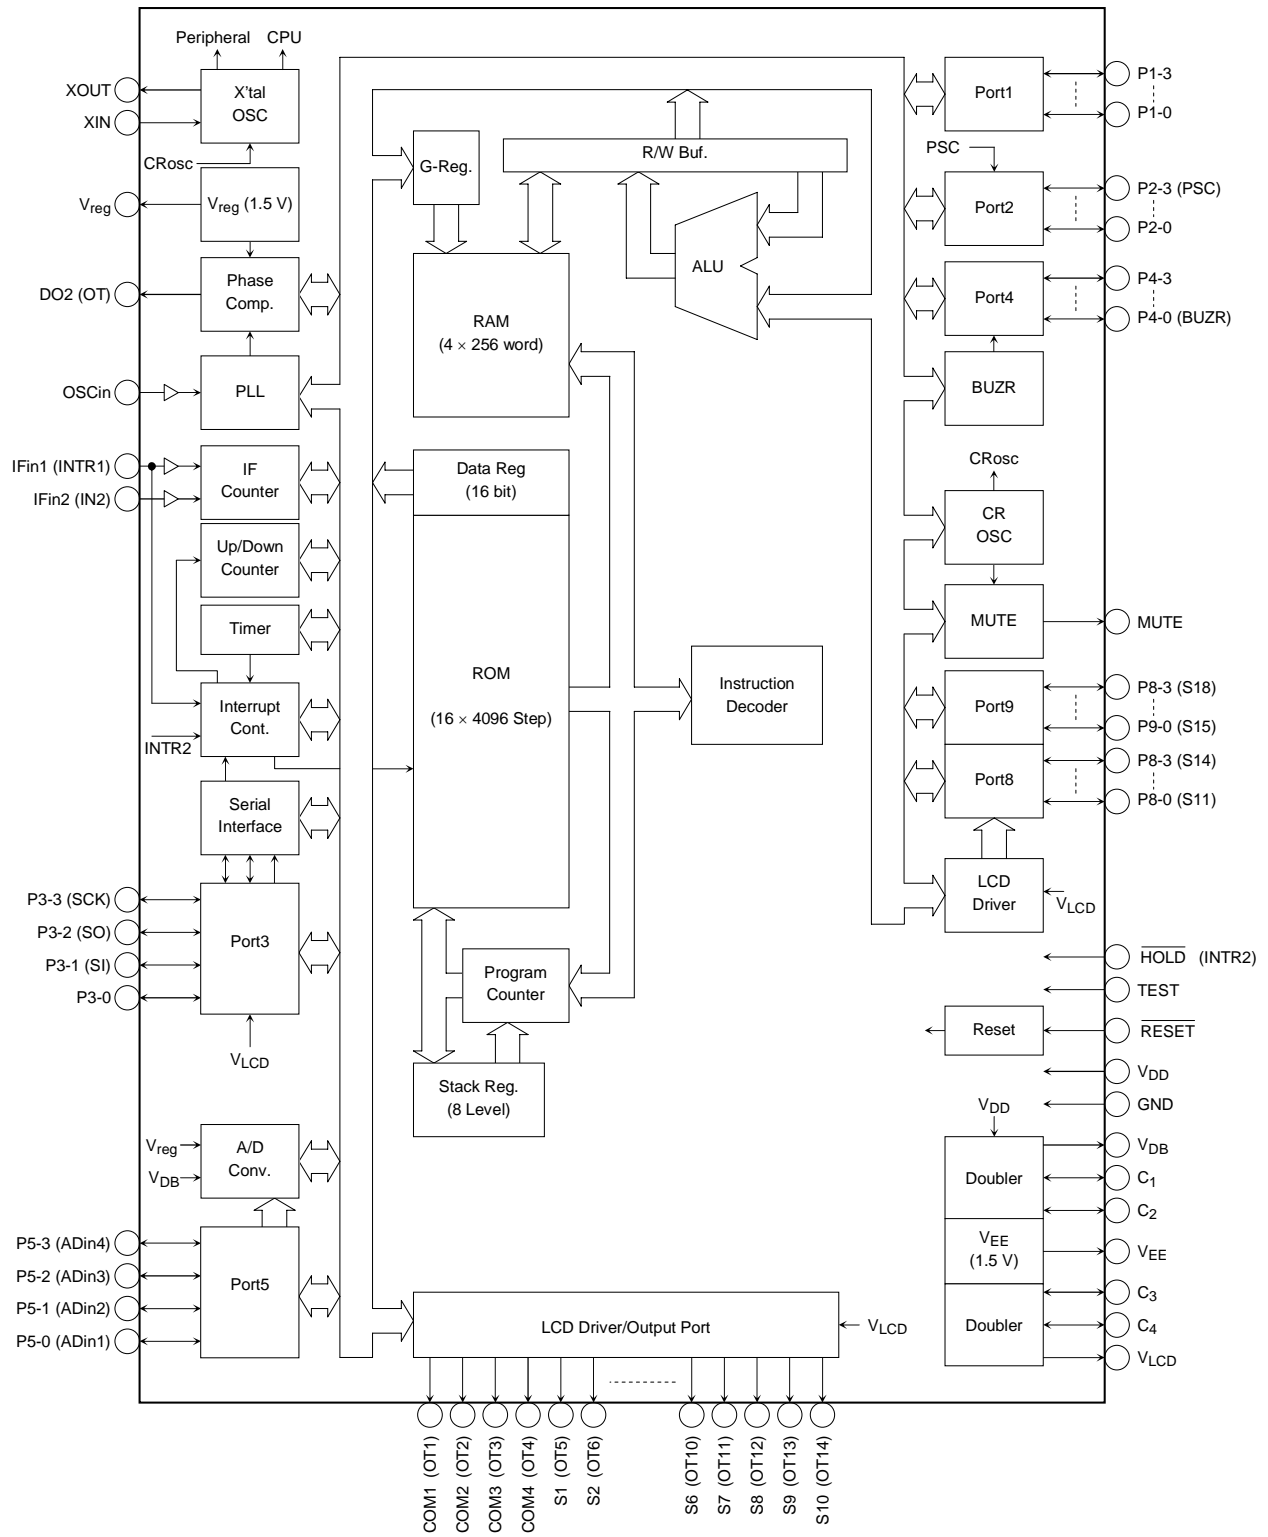 Peripheral
CPU
XOUT
XIN
X'tal
OSC
CRosc
Vreg
Vreg (1.5 V)
DO2 (OT)
Phase
Comp.
OSCin
PLL
IFin1 (INTR1)
IFin2 (IN2)
IF
Counter
Up/Down
Counter
Timer
Interrupt
Cont.
INTR2
Serial
Interface
P3-3 (SCK)
P3-2 (SO)
P3-1 (SI)
P3-0
Port3
VLCD
Vreg
VDB
A/D
Conv.
P5-3 (ADin4)
P5-2 (ADin3)
P5-1 (ADin2)
P5-0 (ADin1)
Port5
G-Reg.
R/W Buf.
ALU
RAM
(4 × 256 word)
Data Reg
(16 bit)
ROM
(16 × 4096 Step)
Instruction
Decoder
Program
Counter
Stack Reg.
(8 Level)
LCD Driver/Output Port
VLCD
COM1 (OT1)
COM2 (OT2)
COM3 (OT3)
COM4 (OT4)
S1 (OT5)
S2 (OT6)
S6 (OT10)
S7 (OT11)
S8 (OT12)
S9 (OT13)
S10 (OT14)
Port1
P1-3
P1-0
PSC
Port2
P2-3 (PSC)
P2-0
Port4
P4-3
P4-0 (BUZR)
BUZR
CRosc
CR
OSC
MUTE
MUTE
Port9
P8-3 (S18)
P9-0 (S15)
Port8
P8-3 (S14)
P8-0 (S11)
LCD
Driver
VLCD
HOLD (INTR2)
TEST
Reset
RESET
VDD
GND
VDD
Doubler
VDB
C1
C2
VEE
(1.5 V)
VEE
Doubler
C3
C4
VLCD